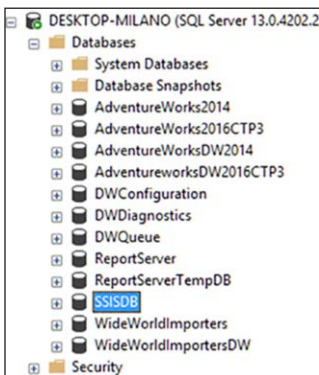 DESKTOP-MILANO (SQL Server 13.0.4202.2
Databases
System Databases
Database Snapshots
AdventureWorks2014
AdventureWorks2016CTP3
AdventureWorksDW2014
AdventureworksDW2016CTP3
DWConfiguration
DWDiagnostics
DWQueue
ReportServer
ReportServerTempDB
SSISDB
WideWorldImporters
WideWorldImportersDW
Security